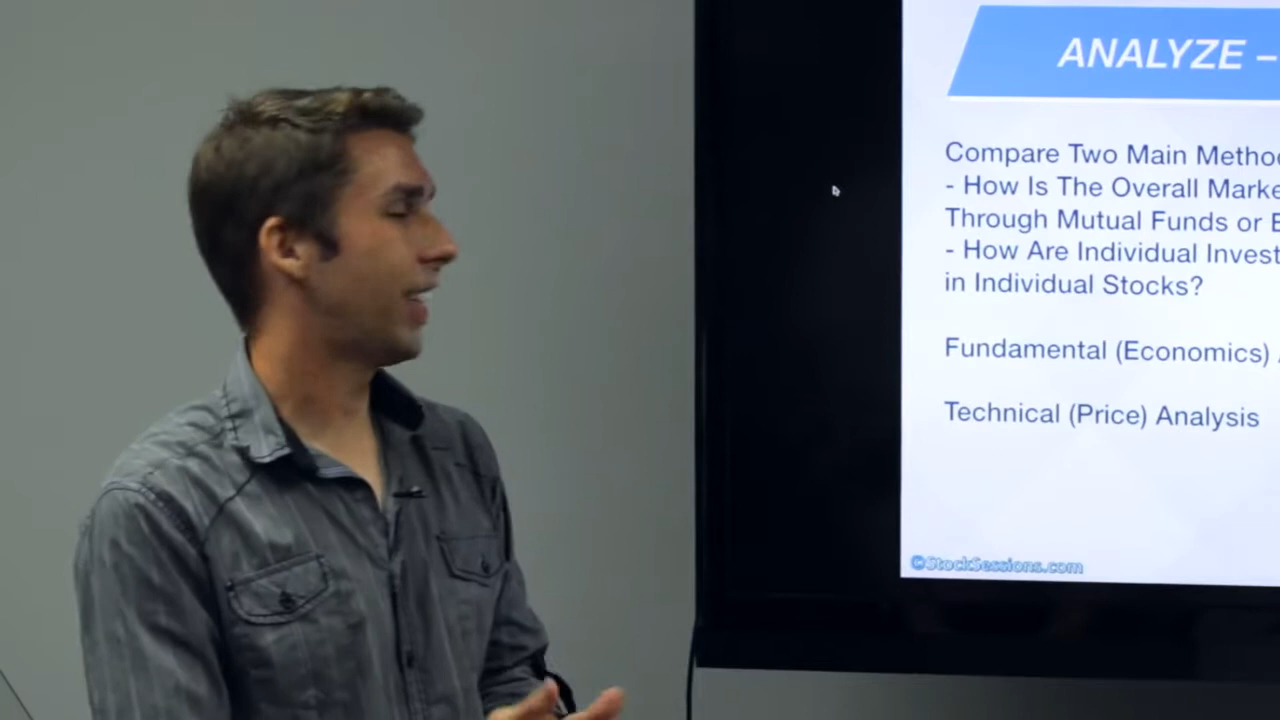 ANALYZE –
Compare Two Main
- How Is The Overall
Through Mutual Funds or
- How Are Individual
in Individual Stocks?
Fundamental (Economics)
Technical (Price) Analysis
©StockSessions.com